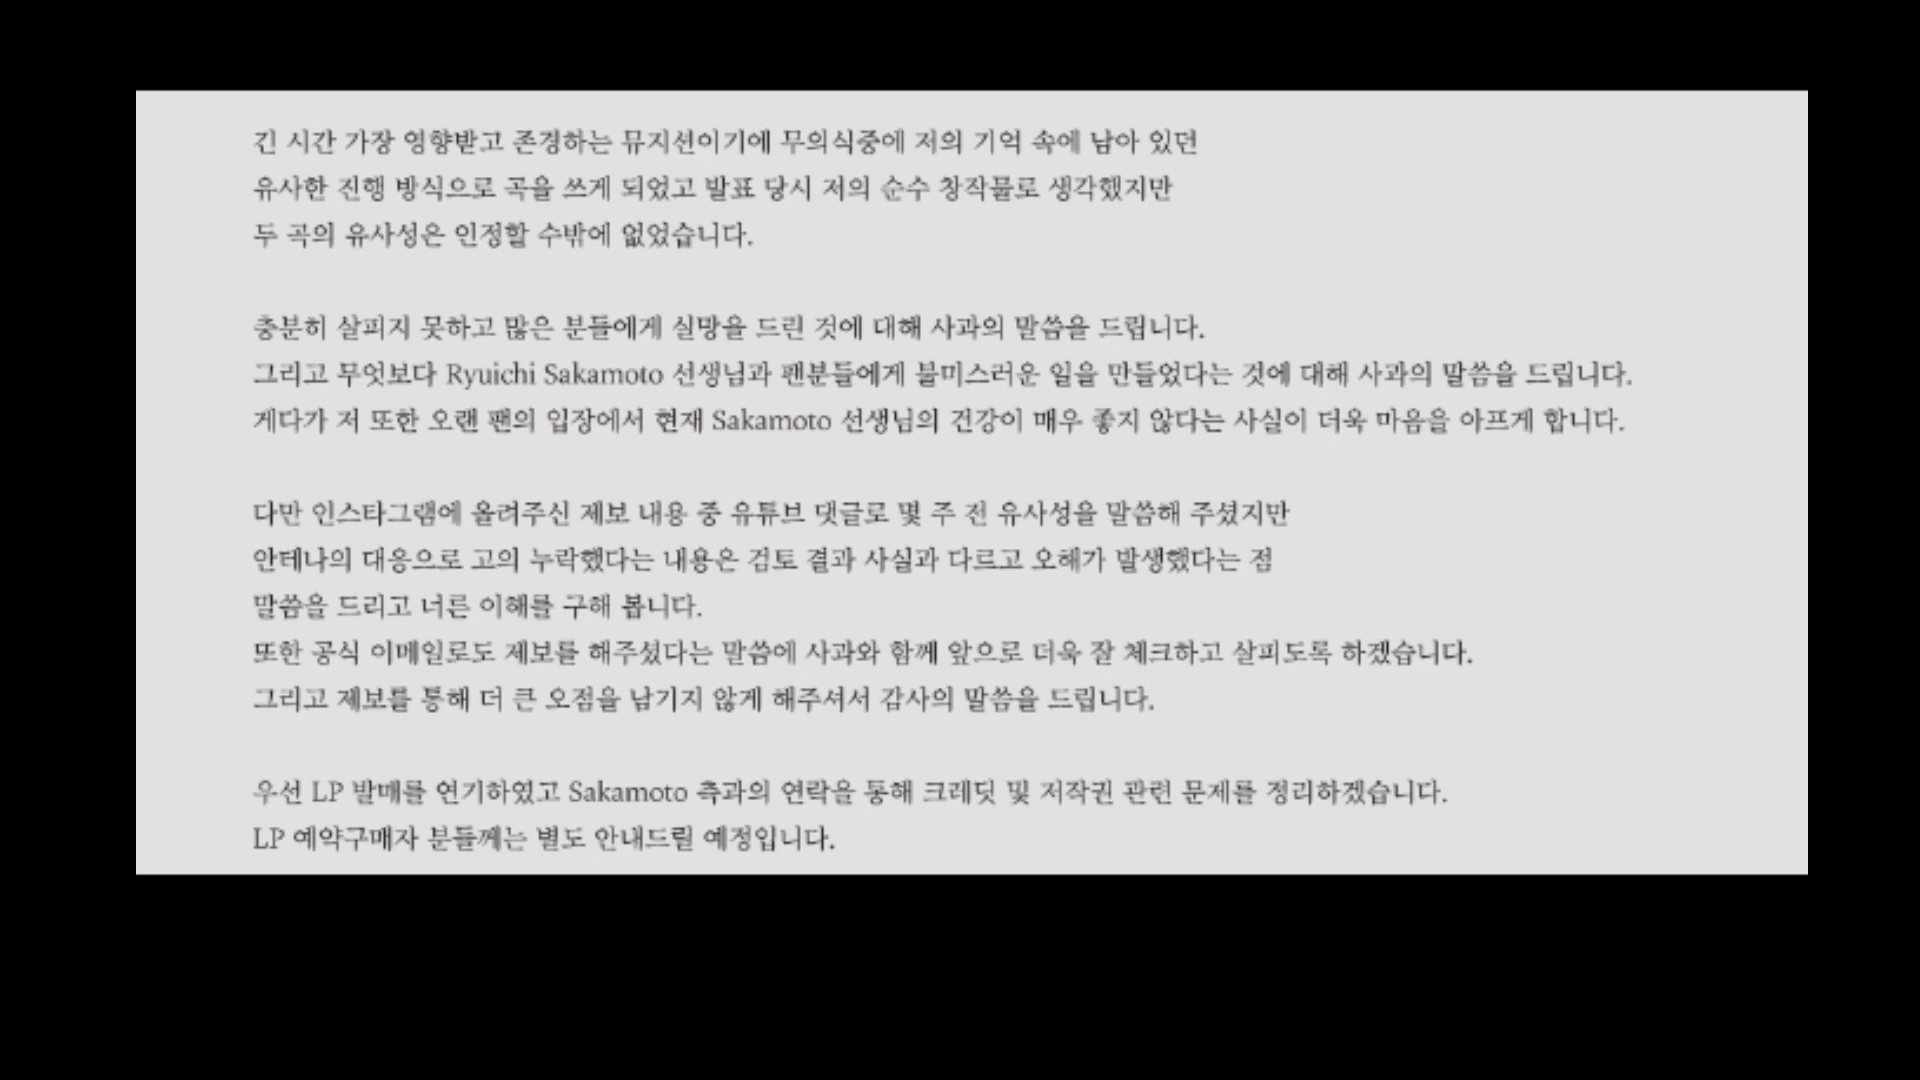 긴 시간 가장 영향받고 존경하는 뮤지션이기에 무의식중에 저의 기억 속에 남아 있던
유사한 진행 방식으로 곡을 쓰게 되었고 발표 당시 저의 순수 창작물로 생각했지만
두 곡의 유사성은 인정할 수밖에 없었습니다.
충분히 살피지 못하고 많은 분들에게 실망을 드린 것에 대해 사과의 말씀을 드립니다.
그리고 무엇보다 Ryuichi Sakamoto 선생님과 팬분들에게 불미스러운 일을 만들었다는 것에 대해 사과의 말씀을 드립니다.
게다가 저 또한 오랜 팬의 입장에서 현재 Sakamoto 선생님의 건강이 매우 좋지 않다는 사실이 더욱 마음을 아프게 합니다.
다만 인스타그램에 올려주신 제보 내용 중 유튜브 댓글로 몇 주 전 유사성을 말씀해 주셨지만
안테나의 대응으로 고의 누락했다는 내용은 검토 결과 사실과 다르고 오해가 발생했다는 점
말씀을 드리고 너른 이해를 구해 봅니다.
또한 공식 이메일로도 제보를 해주셨다는 말씀에 사과와 함께 앞으로 더욱 잘 체크하고 살피도록 하겠습니다.
그리고 제보를 통해 더 큰 오점을 남기지 않게 해주셔서 감사의 말씀을 드립니다.
우선 LP 발매를 연기하였고 Sakamoto 측과의 연락을 통해 크레딧 및 저작권 관련 문제를 정리하겠습니다.
LP 예약구매자 분들께는 별도 안내드릴 예정입니다.